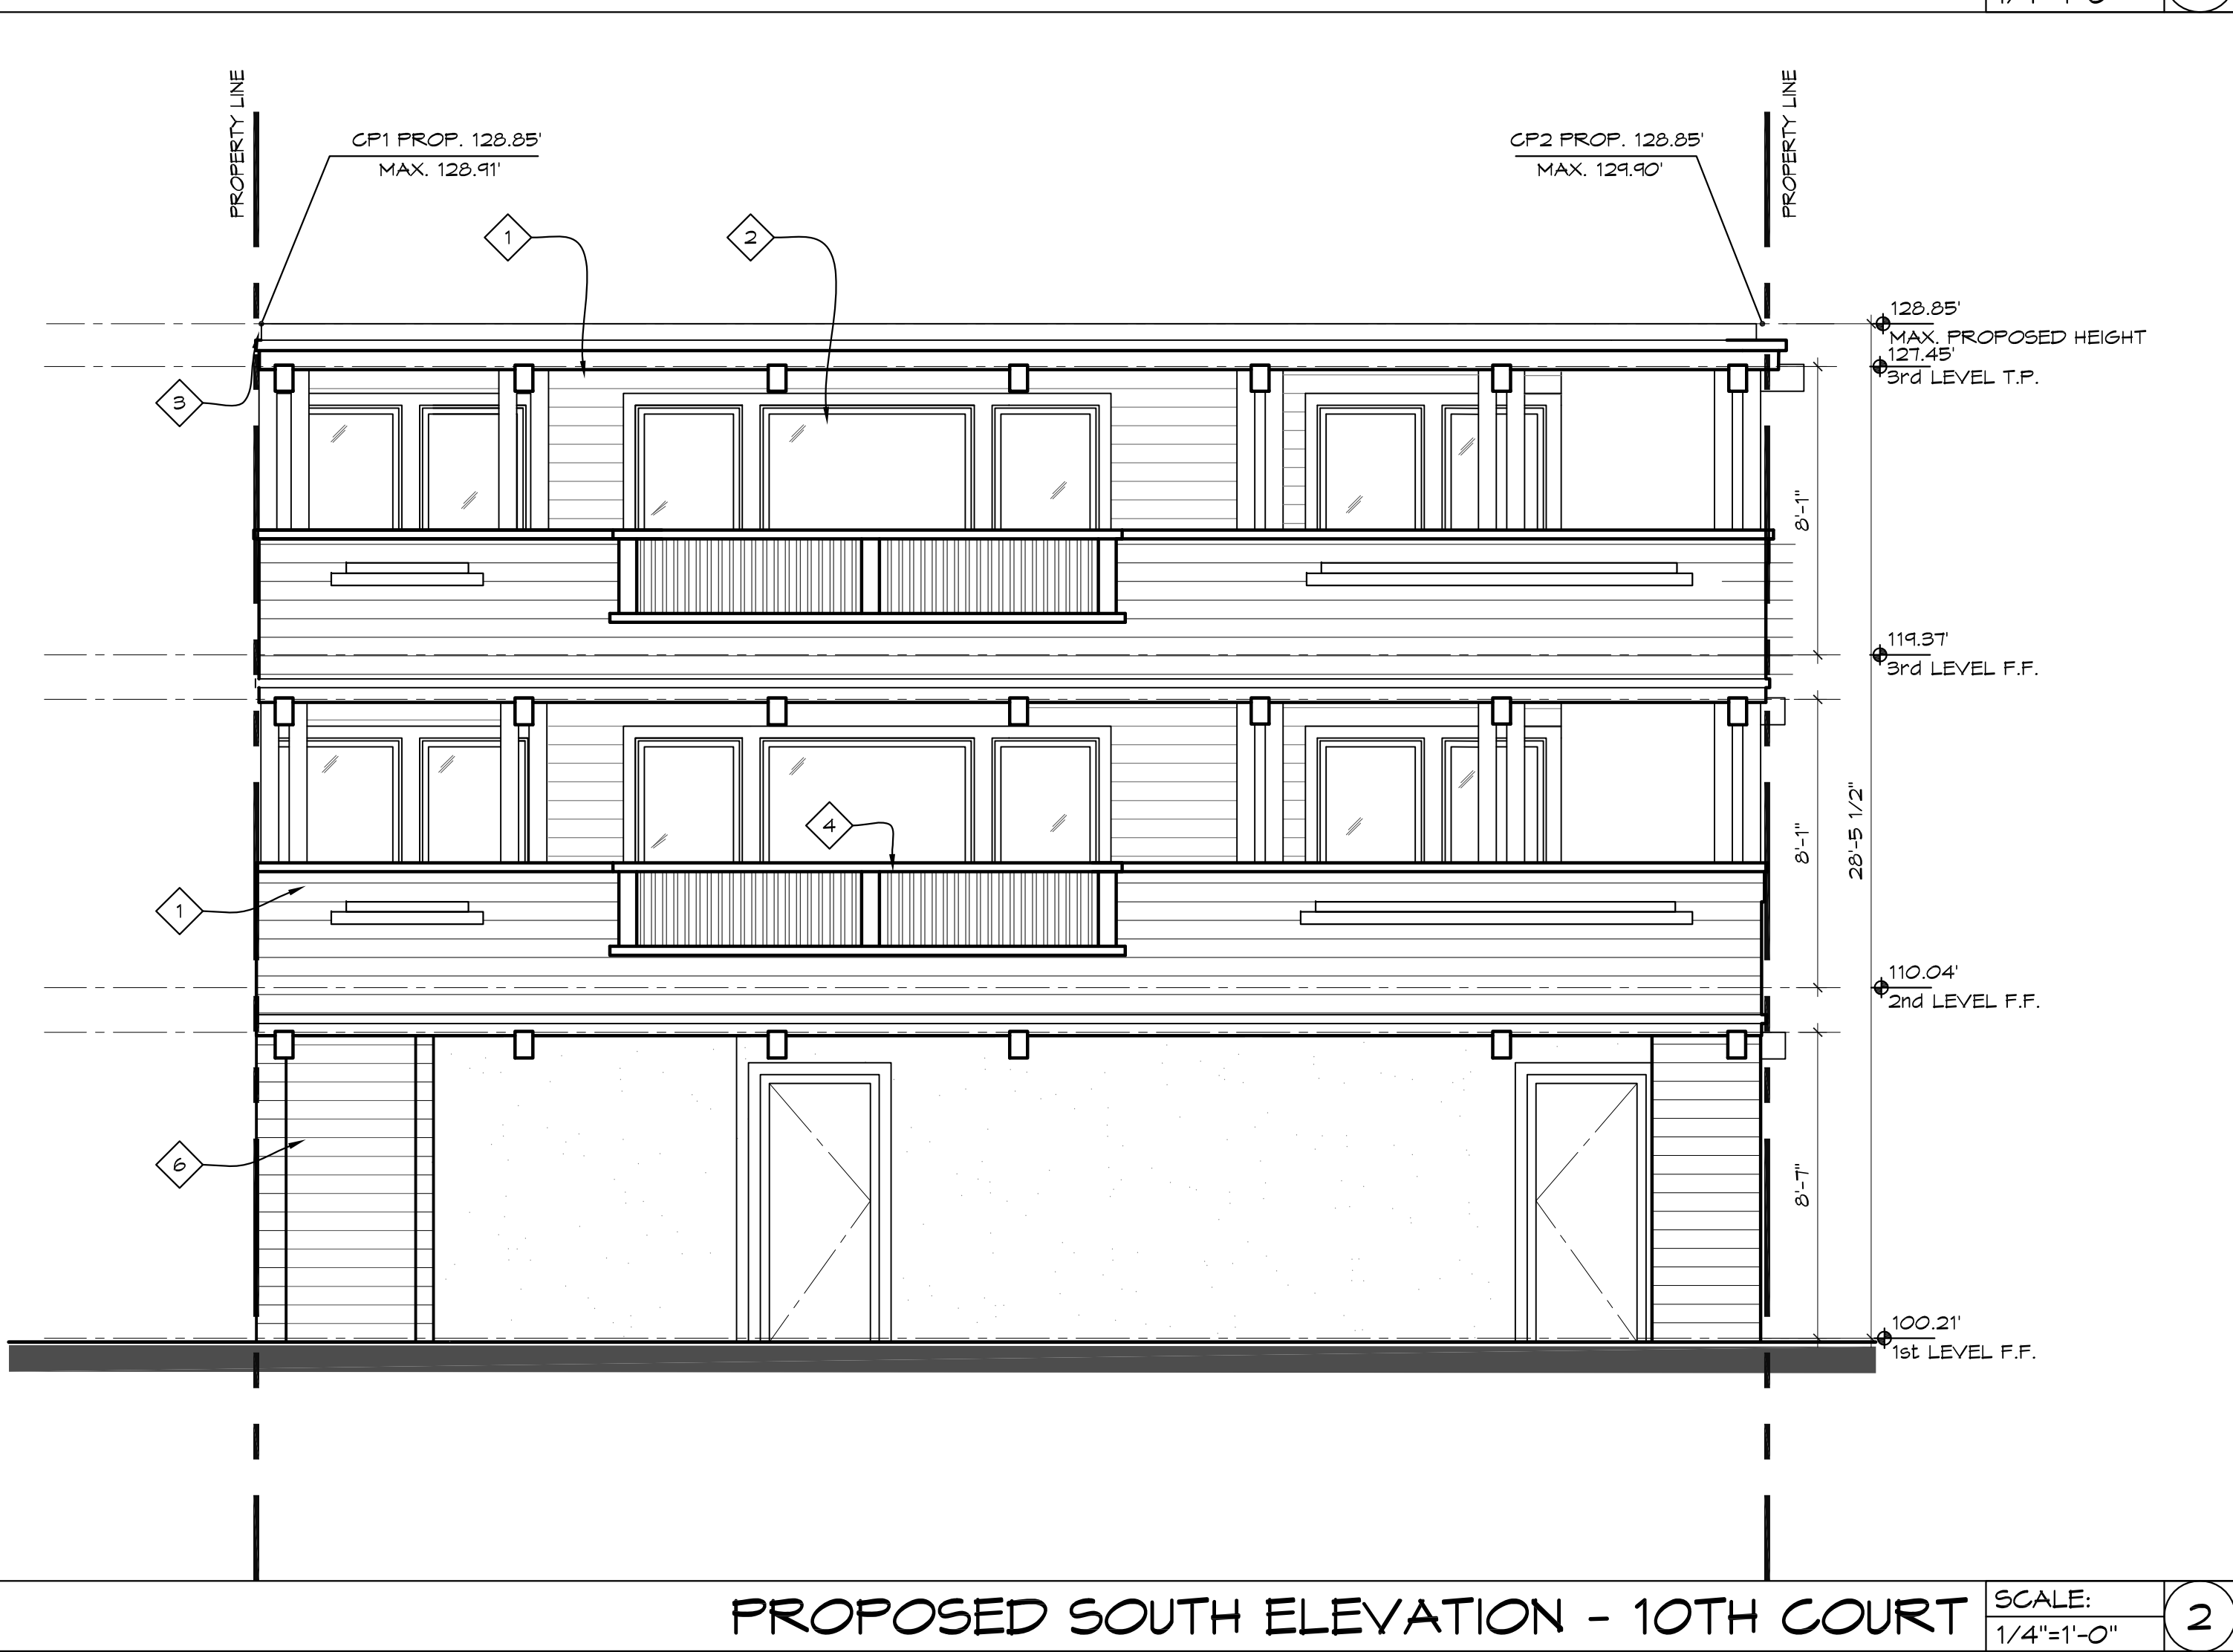 PROPERTY LINE
PROPERTY LINE
CP1 PROP. 128.85'
MAX. 128.91'
CP2 PROP. 128.85'
MAX. 129.90'
1
2
3
128.85'
MAX. PROPOSED HEIGHT
127.45'
3rd LEVEL T.P.
8'-1"
119.37'
3rd LEVEL F.F.
4
8'-1"
28'-5 1/2"
1
110.04'
2nd LEVEL F.F.
6
8'-7"
100.21'
1st LEVEL F.F.
PROPOSED SOUTH ELEVATION - 10TH COURT
SCALE:
1/4"=1'-0"
2